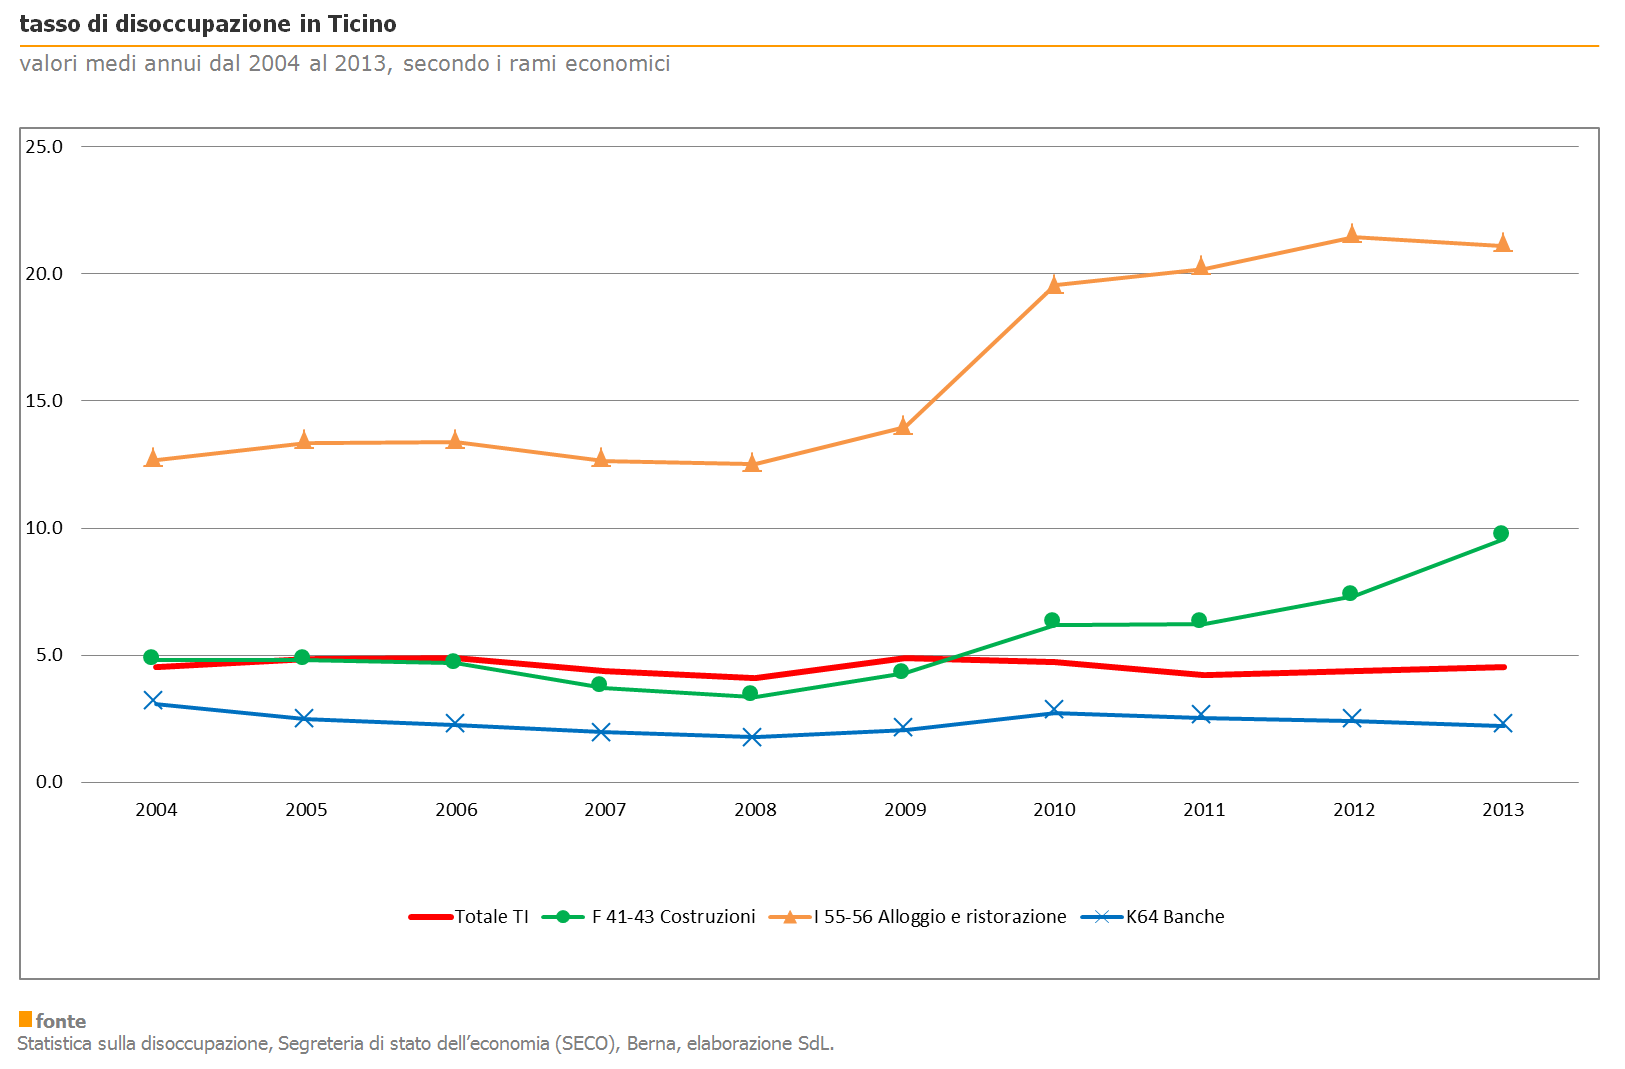 tasso di disoccupazione in Ticino
valori medi annui dal 2004 al 2013, secondo i rami economici
25.0
20.0
15.0
10.0
5.0
0.0
2004 2005 2006 2007 2008 2009 2010 2011 2012 2013
Totale TI F 41-43 Costruzioni I 55-56 Alloggio e ristorazione K64 Banche
fonte
Statistica sulla disoccupazione, Segreteria di stato dell’economia (SECO), Berna, elaborazione SdL.